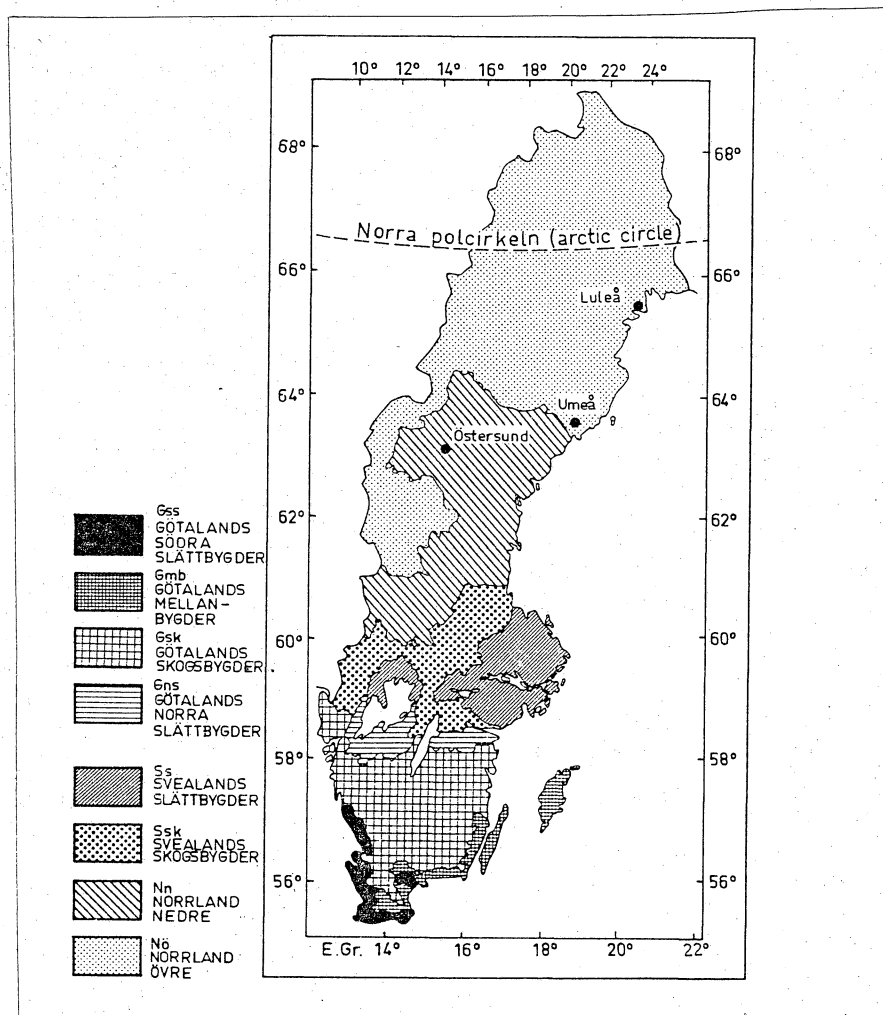 10° 12° 14° 16° 20° 22° 24°
68° 68°
Norra polcirkeln (arctic circle)
66° 66°
Luleå
64° 64°
Umeå
Östersund
62° 62°
60° 60°
58° 58°
56° 56°
E.Gr. 14° 16° 18° 20° 22°
Gss
GÖTALANDS
SÖDRA
SLÄTTBYGDER
Gmb
GÖTALANDS
MELLAN-
BYGDER
Gsk
GÖTALANDS
SKOGSBYGDER
Gns
GÖTALANDS
NORRA
SLÄTTBYGDER
Ss
SVEALANDS
SLÄTTBYGDER
Ssk
SVEALANDS
SKOGSBYGDER
Nn
NORRLAND
NEDRE
Nö
NORRLAND
ÖVRE